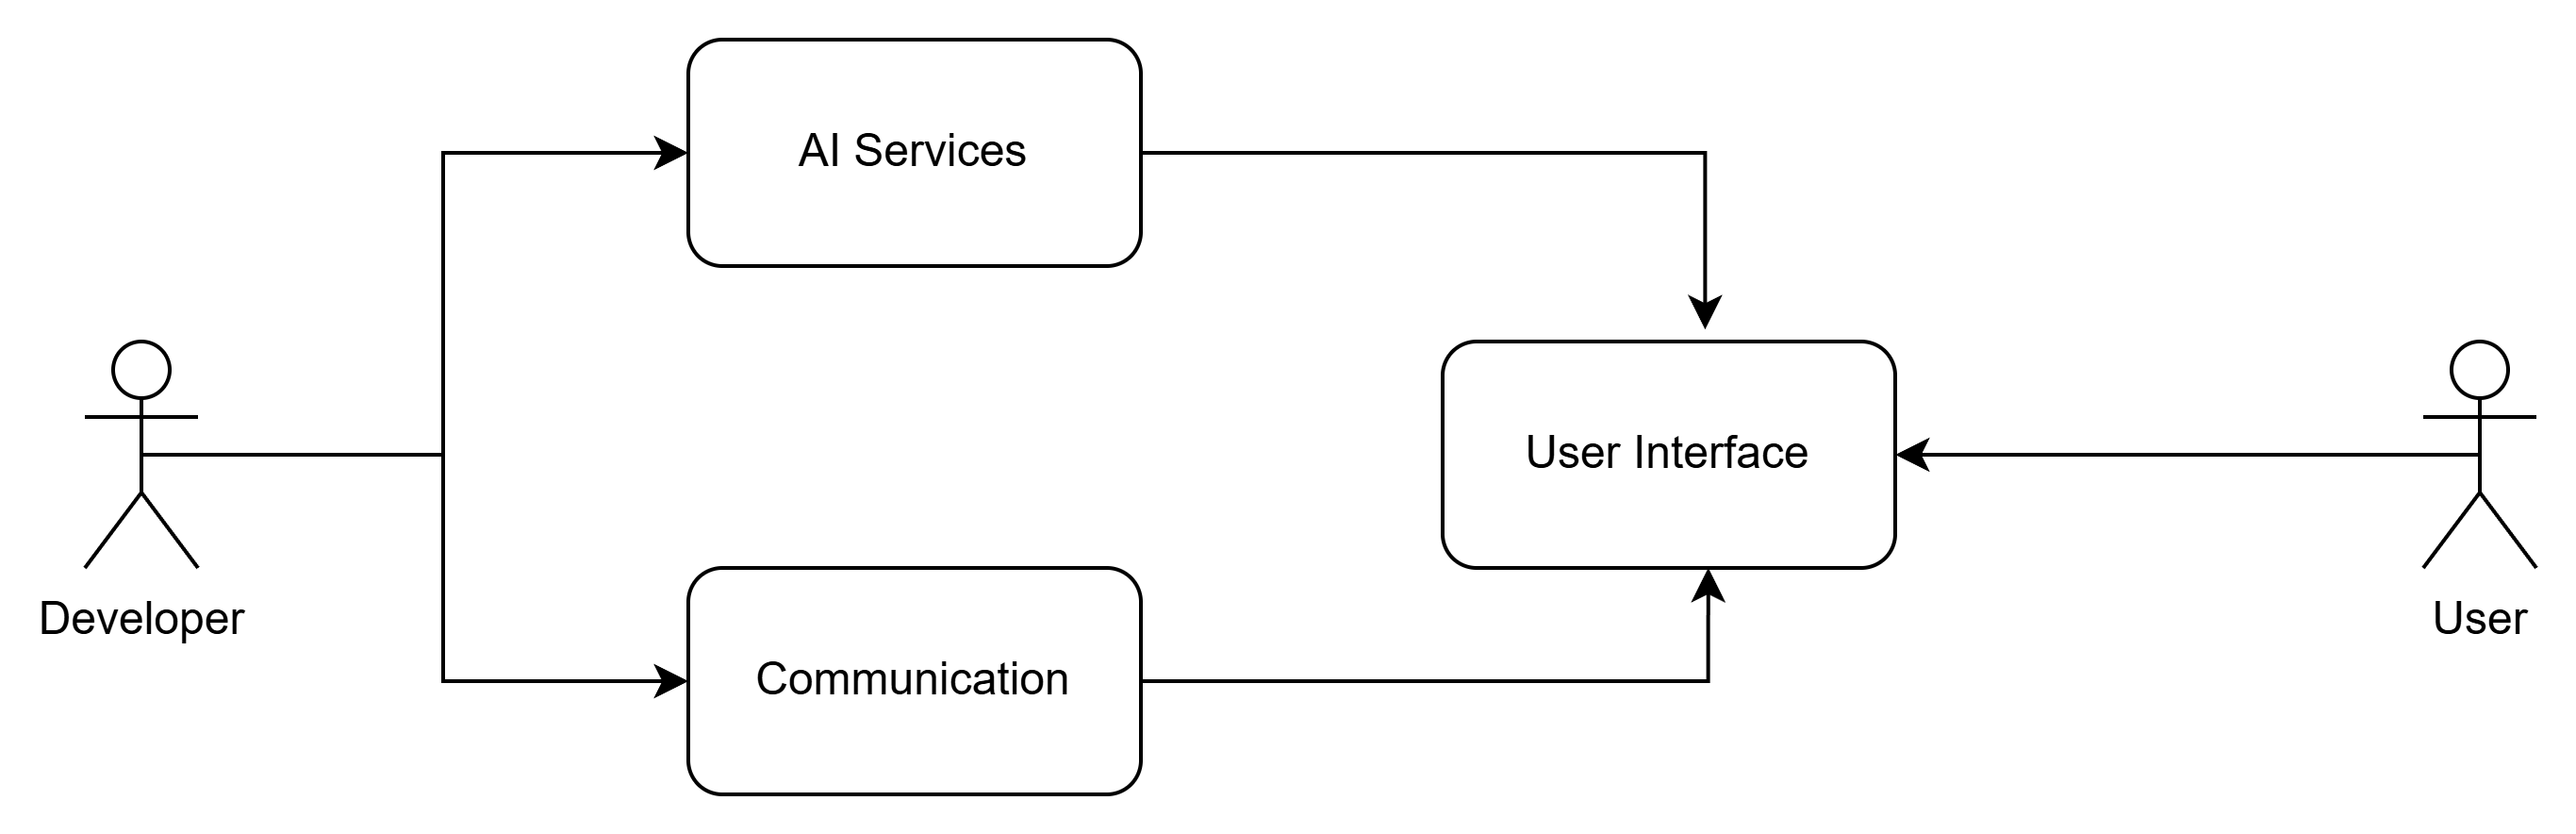 AI Services
User Interface
Developer
User
Communication